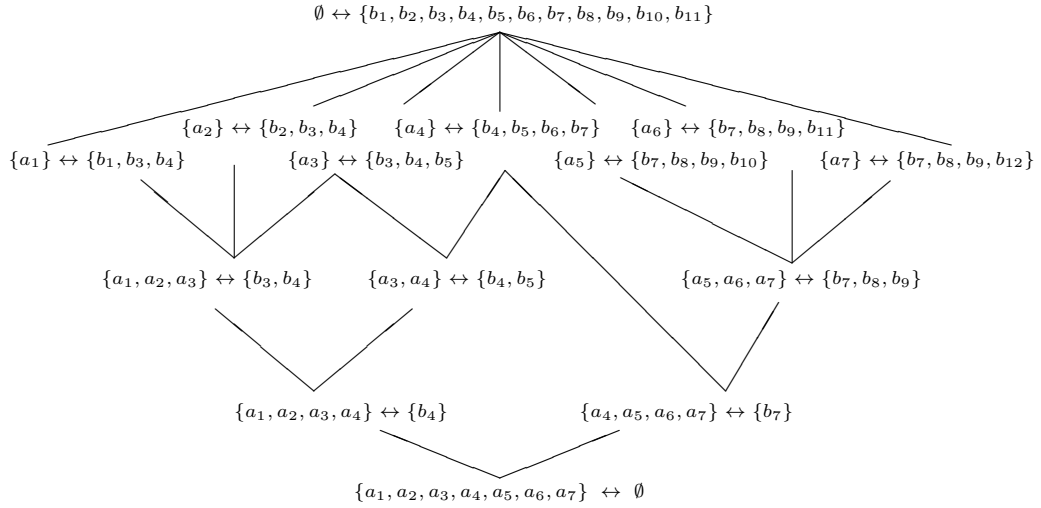 ∅ ↔ {b₁, b₂, b₃, b₄, b₅, b₆, b₇, b₈, b₉, b₁₀, b₁₁}
{a₂} ↔ {b₂, b₃, b₄} {a₄} ↔ {b₄, b₅, b₆, b₇} {a₆} ↔ {b₇, b₈, b₉, b₁₁}
{a₁} ↔ {b₁, b₃, b₄} {a₃} ↔ {b₃, b₄, b₅} {a₅} ↔ {b₇, b₈, b₉, b₁₀} {a₇} ↔ {b₇, b₈, b₉, b₁₂}
{a₁, a₂, a₃} ↔ {b₃, b₄} {a₃, a₄} ↔ {b₄, b₅} {a₅, a₆, a₇} ↔ {b₇, b₈, b₉}
{a₁, a₂, a₃, a₄} ↔ {b₄} {a₄, a₅, a₆, a₇} ↔ {b₇}
{a₁, a₂, a₃, a₄, a₅, a₆, a₇} ↔ ∅